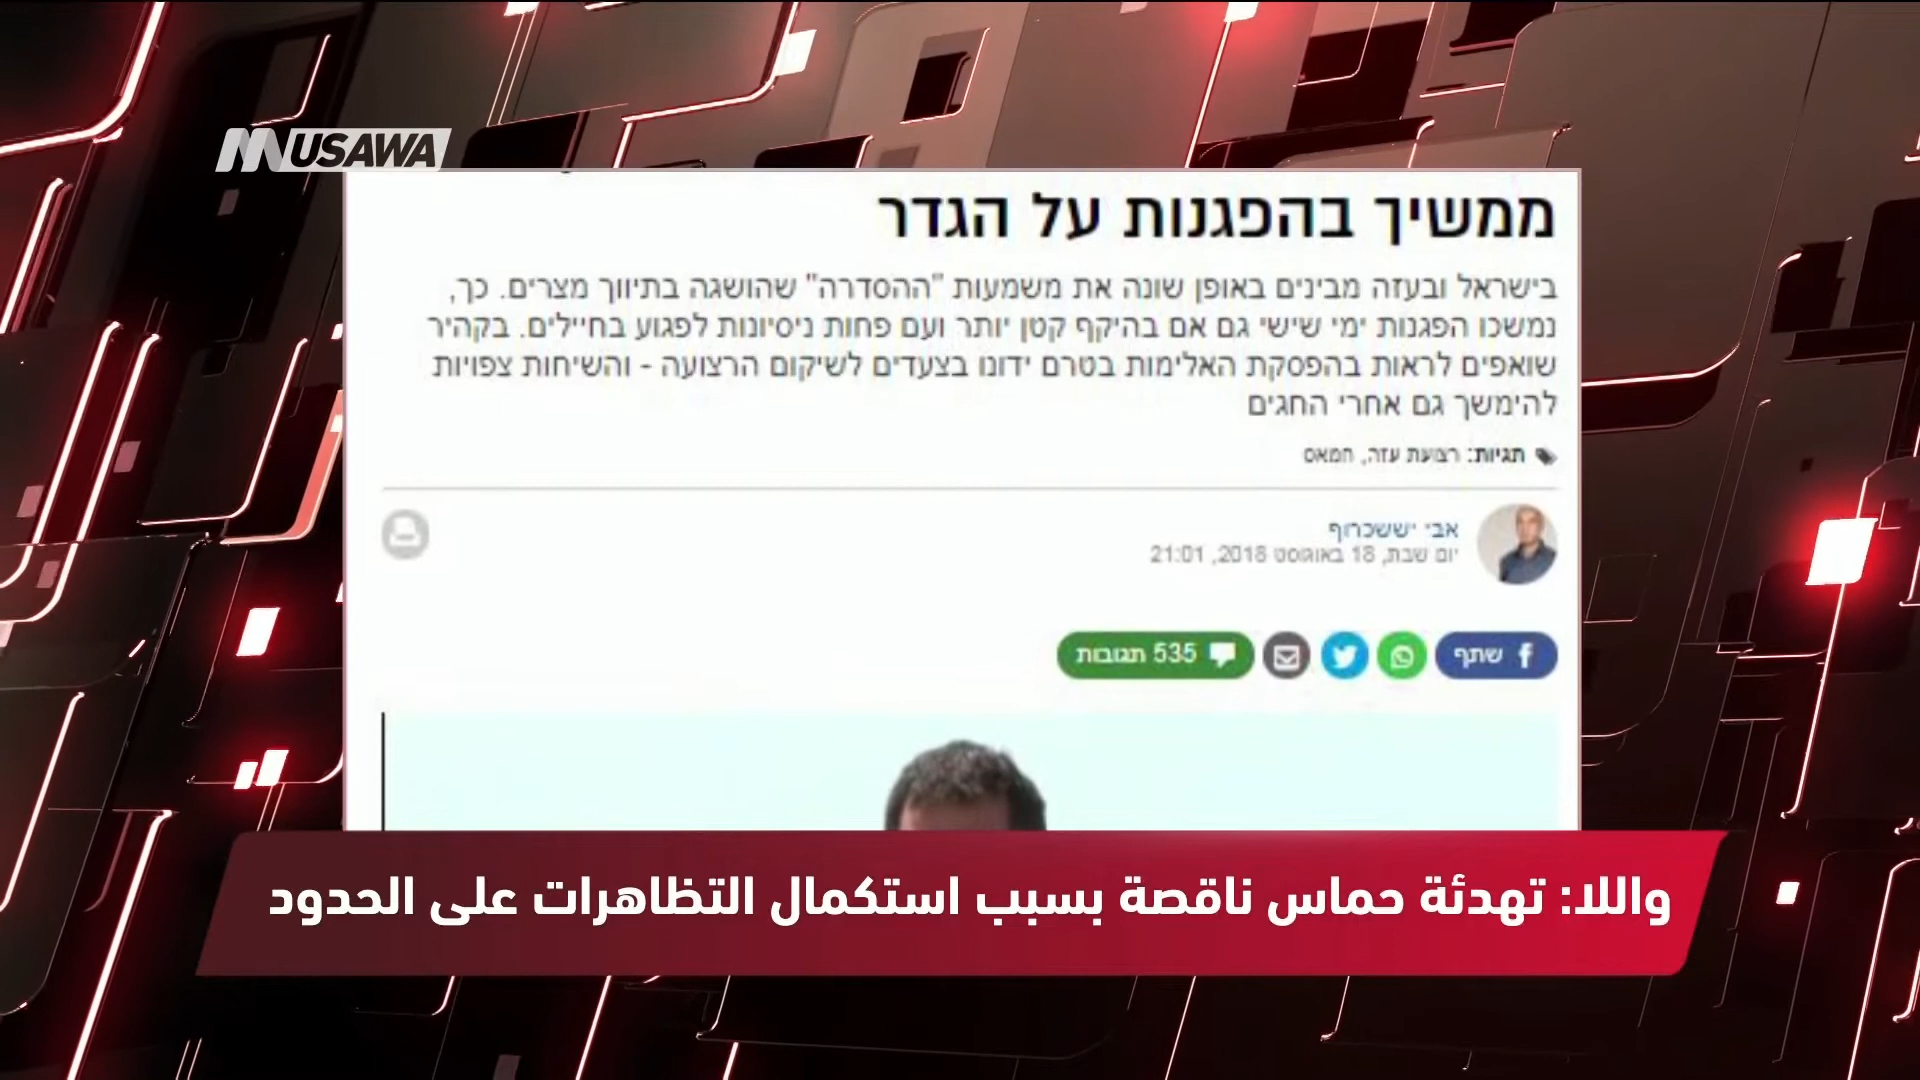 MUSAWA
ממשיך בהפגנות על הגדר
בישראל ובעזה מבינים באופן שונה את משמעות "ההסדרה" שהושגה בתיווך מצרים. כך,
נמשכו הפגנות ימי שישי גם אם בהיקף קטן יותר ועם פחות ניסיונות לפגוע בחיילים. בקהיר
שואפים לראות בהפסקת האלימות בטרם ידונו בצעדים לשיקום הרצועה - והשיחות צפויות
להימשך גם אחרי החגים
תגיות: רצועת עזה, חמאס
אבי יששכרוף
יום שבת, 18 באוגוסט 2018, 21:01
שתף
535 תגובות
واللا: تهدئة حماس ناقصة بسبب استكمال التظاهرات على الحدود